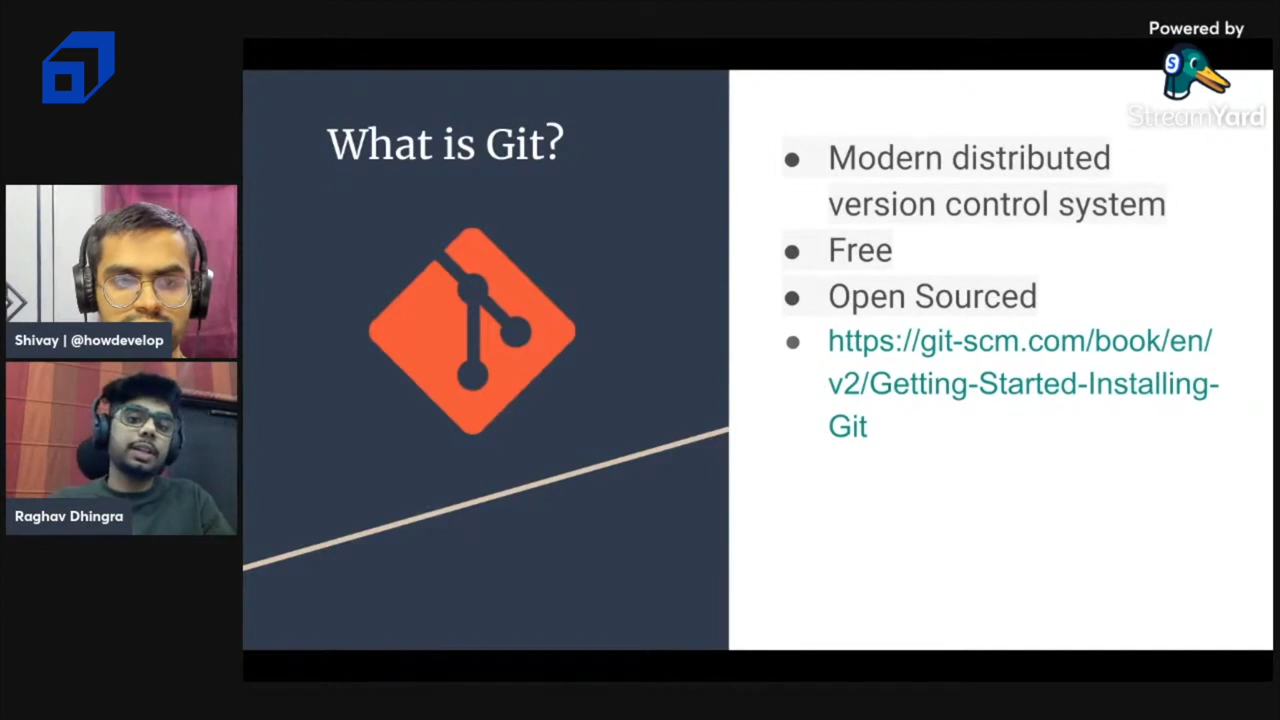 Powered by
S
StreamYard
What is Git?
● Modern distributed
version control system
● Free
● Open Sourced
● https://git-scm.com/book/en/
v2/Getting-Started-Installing-
Git
Shivay | @howdevelop
Raghav Dhingra